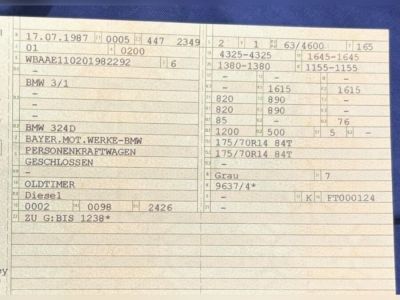 17.07.1987 0005 447 2349
01 0200
WBAAE110201982292 6
-
BMW 3/1
-
-
BMW 324D
BAYER.MOT.WERKE-BMW
PERSONENKRAFTWAGEN
GESCHLOSSEN
-
OLDTIMER
Diesel
0002 0098 2426
ZU G:BIS 1238*
2 1 63/4600 165
4325-4325 1645-1645
1380-1380 1155-1155
- - -
- 1615 1615
820 890 -
820 890 -
85 - 76
1200 500 5 -
175/70R14 84T
175/70R14 84T
-
Grau 7
9637/4*
- K FT000124
-